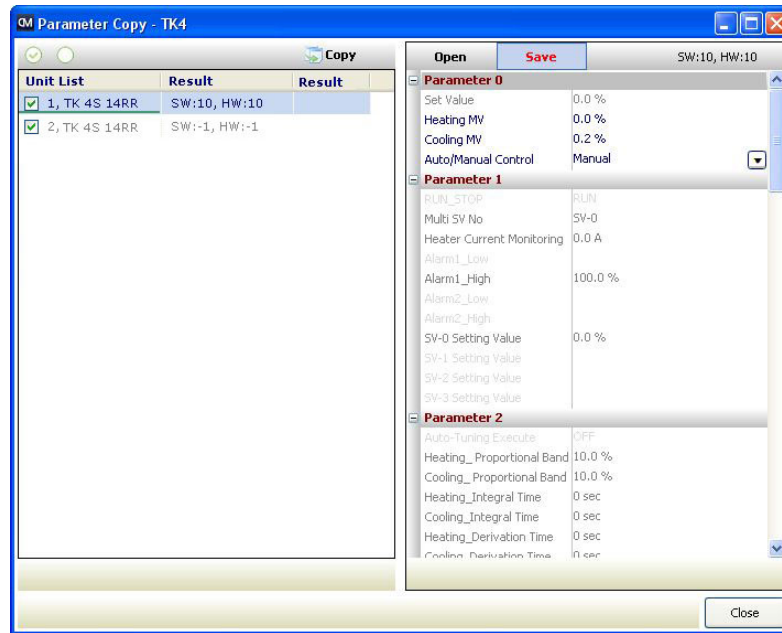 Parameter Copy - TK4
Copy
Unit List Result Result
1, TK 4S 14RR SW:10, HW:10
2, TK 4S 14RR SW:-1, HW:-1
Open Save SW:10, HW:10
Parameter 0
Set Value 0.0 %
Heating MV 0.0 %
Cooling MV 0.2 %
Auto/Manual Control Manual
Parameter 1
RUN_STOP RUN
Multi SV No SV-0
Heater Current Monitoring 0.0 A
Alarm1_Low
Alarm1_High 100.0 %
Alarm2_Low
Alarm2_High
SV-0 Setting Value 0.0 %
SV-1 Setting Value
SV-2 Setting Value
SV-3 Setting Value
Parameter 2
Auto-Tuning Execute OFF
Heating_ Proportional Band 10.0 %
Cooling_ Proportional Band 10.0 %
Heating_Integral Time 0 sec
Cooling_Integral Time 0 sec
Heating_Derivation Time 0 sec
Cooling_Derivation Time 0 sec
Close